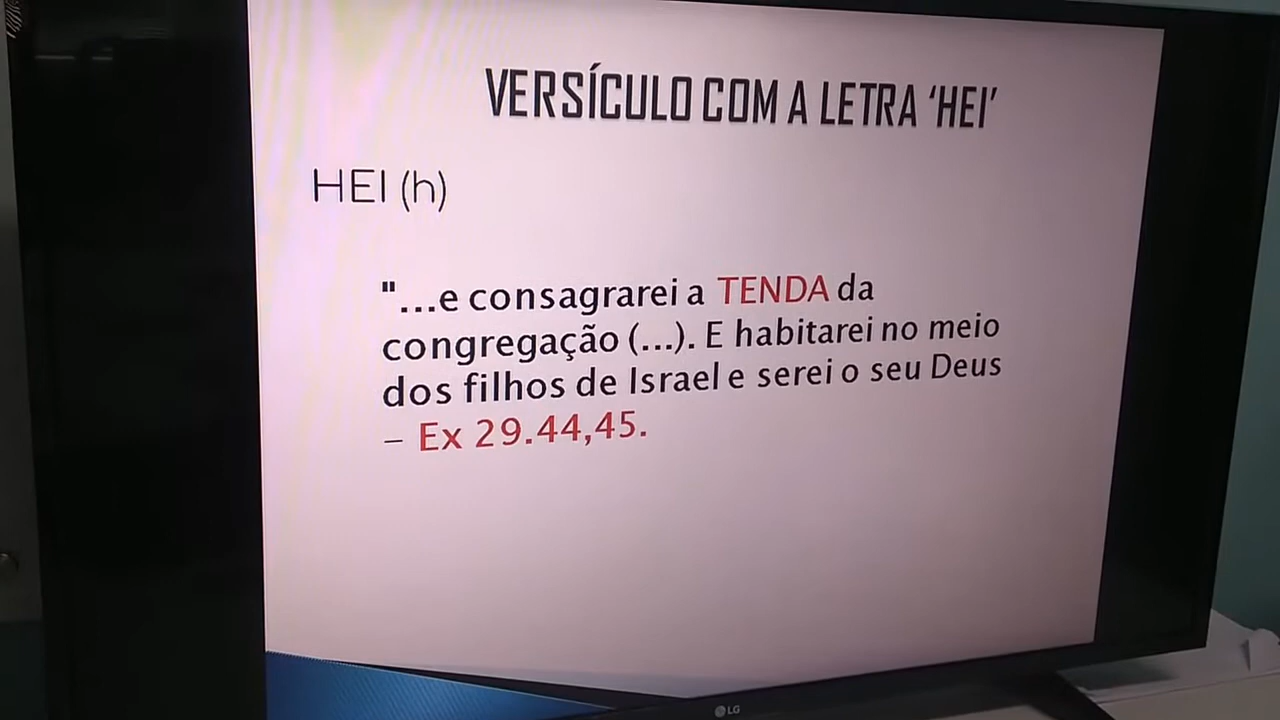 VERSÍCULO COM A LETRA ‘HEI’
HEI (h)
"...e consagrarei a TENDA da
congregação (...). E habitarei no meio
dos filhos de Israel e serei o seu Deus
– Ex 29.44,45.
LG